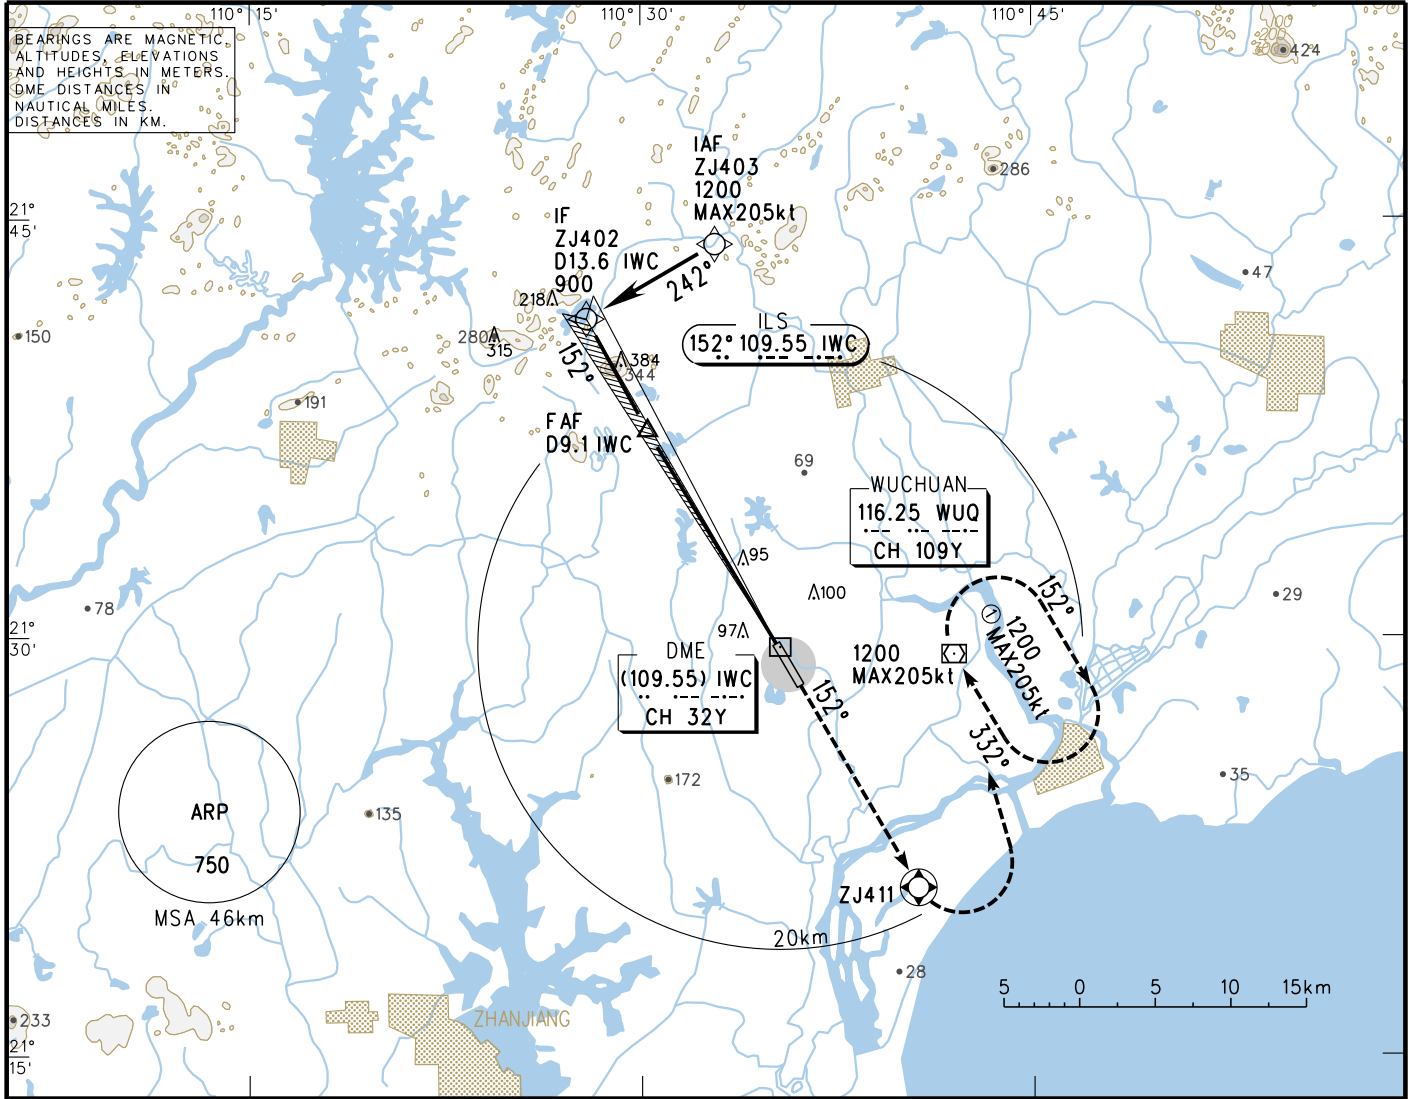 110° 15'
110° 30'
110° 45'
BEARINGS ARE MAGNETIC.
ALTITUDES, ELEVATIONS
AND HEIGHTS IN METERS.
DME DISTANCES IN
NAUTICAL MILES.
DISTANCES IN KM.
200
200
424
286
IAF
ZJ403
1200
MAX205kt
21°
45'
IF
ZJ402
D13.6 IWC
900
242°
47
218
150
280
315
ILS
152° 109.55 IWC
152°
384
344
191
FAF
D9.1 IWC
69
WUCHUAN
116.25 WUQ
CH 109Y
95
100
152°
29
78
1
1200
MAX205kt
21°
30'
97
DME
(109.55) IWC
CH 32Y
1200
MAX205kt
152°
332°
172
35
135
ARP
750
MSA 46km
ZJ411
20km
28
5 0 5 10 15km
233
ZHANJIANG
21°
15'